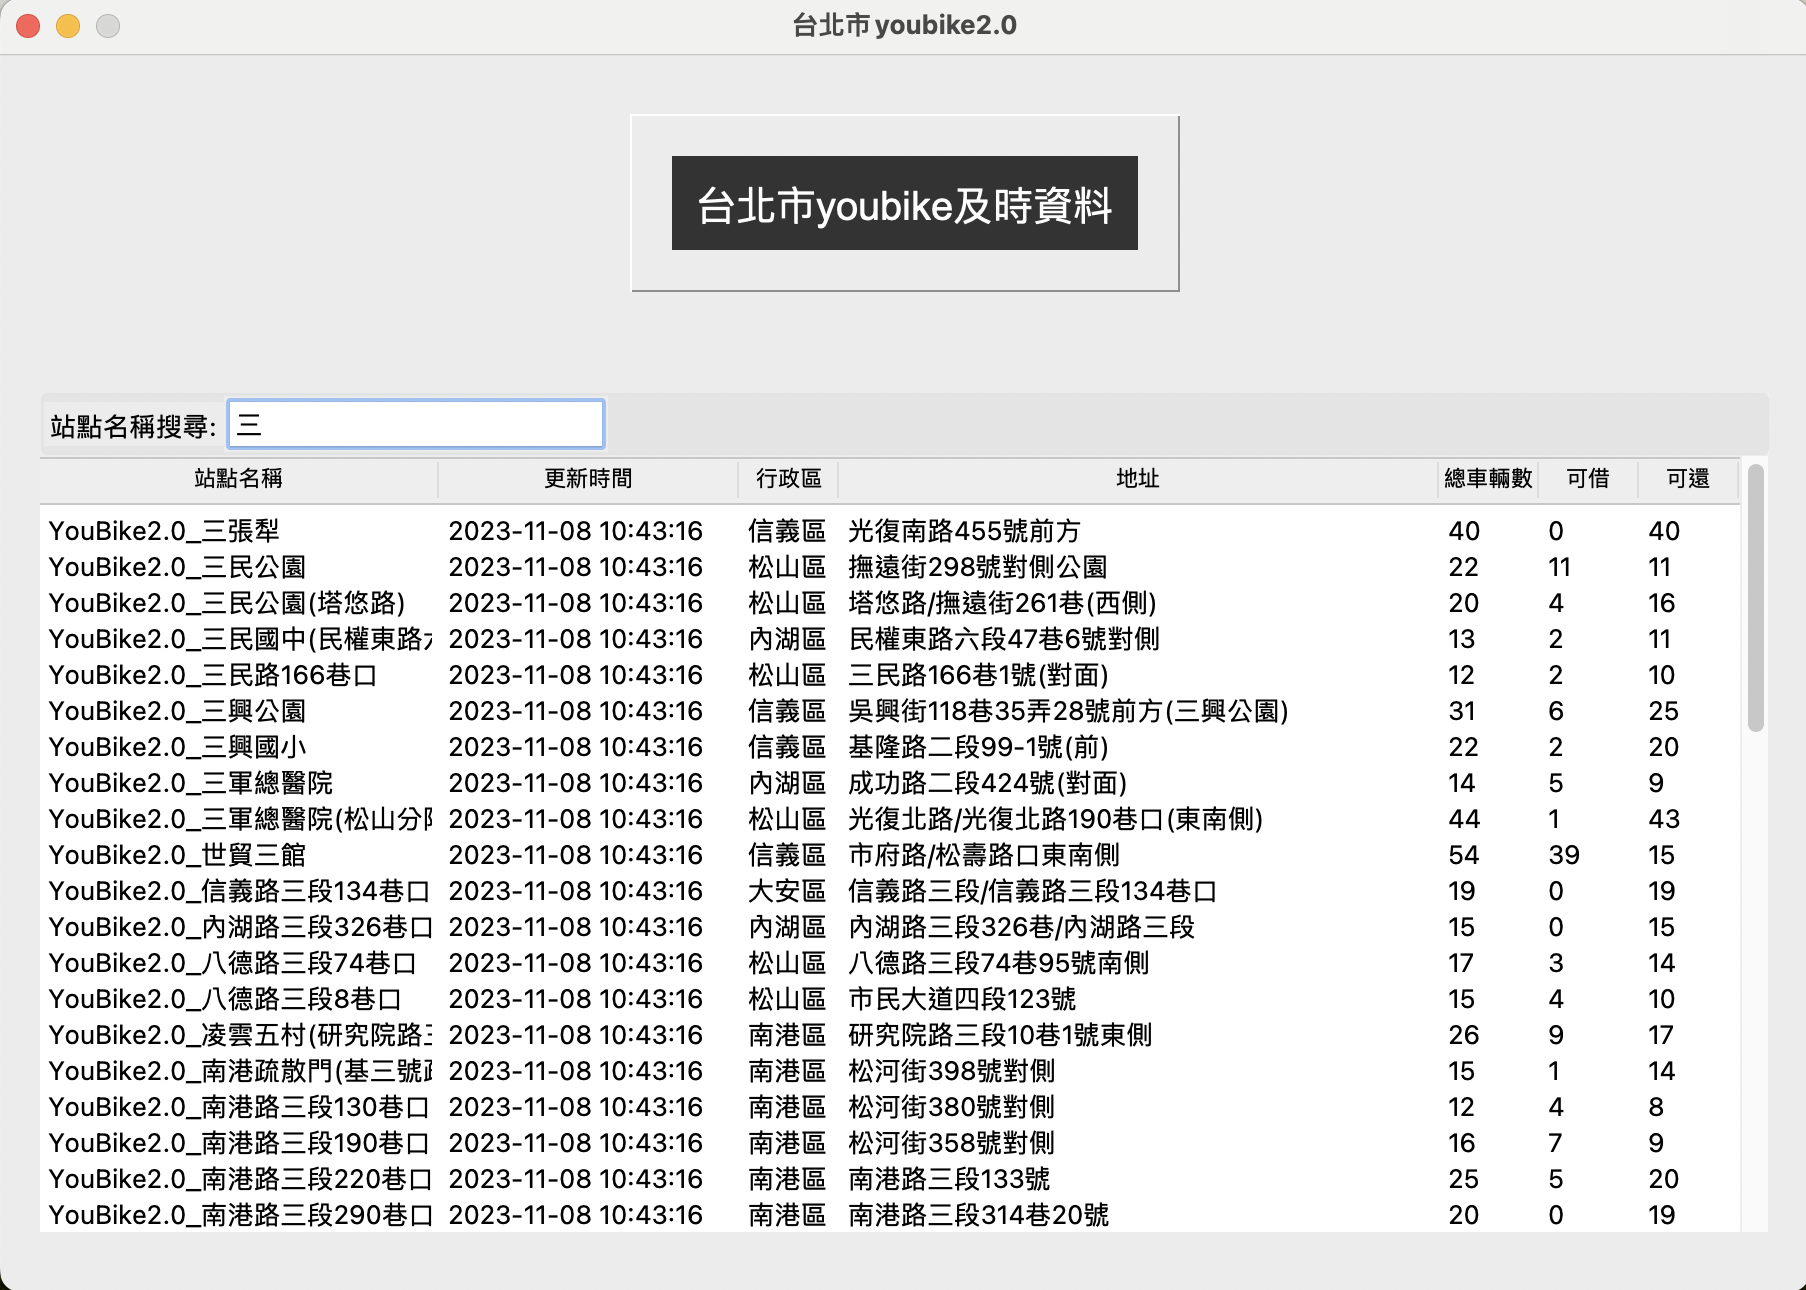 台北市youbike2.0
台北市youbike及時資料
站點名稱搜尋: 三
站點名稱 更新時間 行政區 地址 總車輛數 可借 可還
YouBike2.0_三張犁 2023-11-08 10:43:16 信義區 光復南路455號前方 40 0 40
YouBike2.0_三民公園 2023-11-08 10:43:16 松山區 撫遠街298號對側公園 22 11 11
YouBike2.0_三民公園(塔悠路) 2023-11-08 10:43:16 松山區 塔悠路/撫遠街261巷(西側) 20 4 16
YouBike2.0_三民國中(民權東路 2023-11-08 10:43:16 內湖區 民權東路六段47巷6號對側 13 2 11
YouBike2.0_三民路166巷口 2023-11-08 10:43:16 松山區 三民路166巷1號(對面) 12 2 10
YouBike2.0_三興公園 2023-11-08 10:43:16 信義區 吳興街118巷35弄28號前方(三興公園) 31 6 25
YouBike2.0_三興國小 2023-11-08 10:43:16 信義區 基隆路二段99-1號(前) 22 2 20
YouBike2.0_三軍總醫院 2023-11-08 10:43:16 內湖區 成功路二段424號(對面) 14 5 9
YouBike2.0_三軍總醫院(松山分 2023-11-08 10:43:16 松山區 光復北路/光復北路190巷口(東南側) 44 1 43
YouBike2.0_世貿三館 2023-11-08 10:43:16 信義區 市府路/松壽路口東南側 54 39 15
YouBike2.0_信義路三段134巷口 2023-11-08 10:43:16 大安區 信義路三段/信義路三段134巷口 19 0 19
YouBike2.0_內湖路三段326巷口 2023-11-08 10:43:16 內湖區 內湖路三段326巷/內湖路三段 15 0 15
YouBike2.0_八德路三段74巷口 2023-11-08 10:43:16 松山區 八德路三段74巷95號南側 17 3 14
YouBike2.0_八德路三段8巷口 2023-11-08 10:43:16 松山區 市民大道四段123號 15 4 10
YouBike2.0_凌雲五村(研究院路 2023-11-08 10:43:16 南港區 研究院路三段10巷1號東側 26 9 17
YouBike2.0_南港疏散門(基三號 2023-11-08 10:43:16 南港區 松河街398號對側 15 1 14
YouBike2.0_南港路三段130巷口 2023-11-08 10:43:16 南港區 松河街380號對側 12 4 8
YouBike2.0_南港路三段190巷口 2023-11-08 10:43:16 南港區 松河街358號對側 16 7 9
YouBike2.0_南港路三段220巷口 2023-11-08 10:43:16 南港區 南港路三段133號 25 5 20
YouBike2.0_南港路三段290巷口 2023-11-08 10:43:16 南港區 南港路三段314巷20號 20 0 19